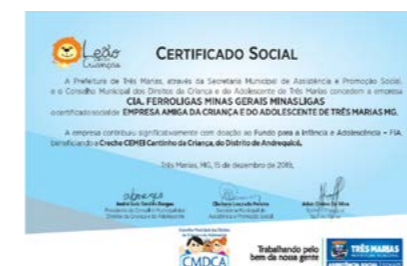 Leão
Crianças
CERTIFICADO SOCIAL
A Prefeitura de Três Marias, através da Secretaria Municipal de Assistência e Promoção Social
e o Conselho Municipal dos Direitos da Criança e do Adolescente de Três Marias concedem a empresa
CIA. FERROLIGAS MINAS GERAIS MINASLIGAS
o certificado social de EMPRESA AMIGA DA CRIANÇA E DO ADOLESCENTE DE TRÊS MARIAS MG.
A empresa contribuiu significativamente com doação ao Fundo para a Infância e Adolescência - FIA,
beneficiando a Creche CEMEI Cantinho da Criança, do Distrito de Andrequicé.
Três Marias, MG, 15 de dezembro de 2018.
CMDCA
Trabalhando pelo
bem da nossa gente
TRÊS MARIAS